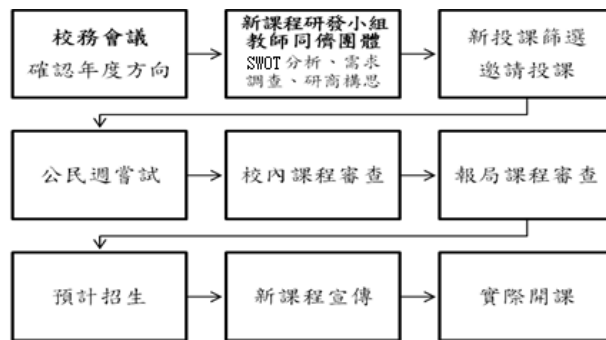 校務會議
確認年度方向
新課程研發小組
教師同儕團體
SWOT分析、需求
調查、研商構思
新投課篩選
邀請投課
公民週嘗試
校內課程審查
報局課程審查
預計招生
新課程宣傳
實際開課